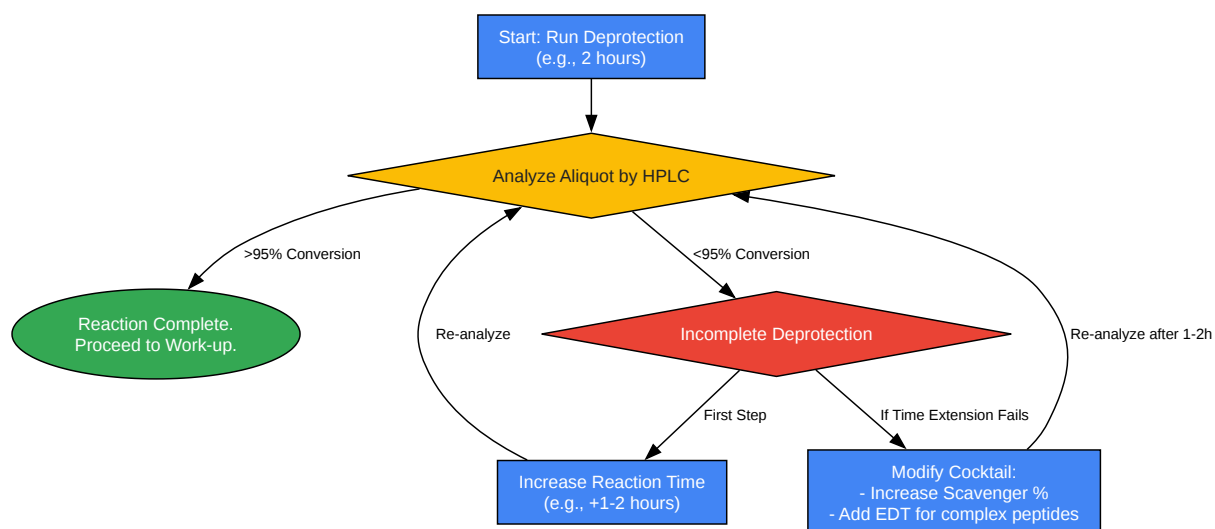 Start: Run Deprotection
(e.g., 2 hours)
Analyze Aliquot by HPLC
>95% Conversion
<95% Conversion
Reaction Complete.
Proceed to Work-up.
Re-analyze
Incomplete Deprotection
Re-analyze after 1-2h
First Step
If Time Extension Fails
Increase Reaction Time
(e.g., +1-2 hours)
Modify Cocktail:
- Increase Scavenger %
- Add EDT for complex peptides